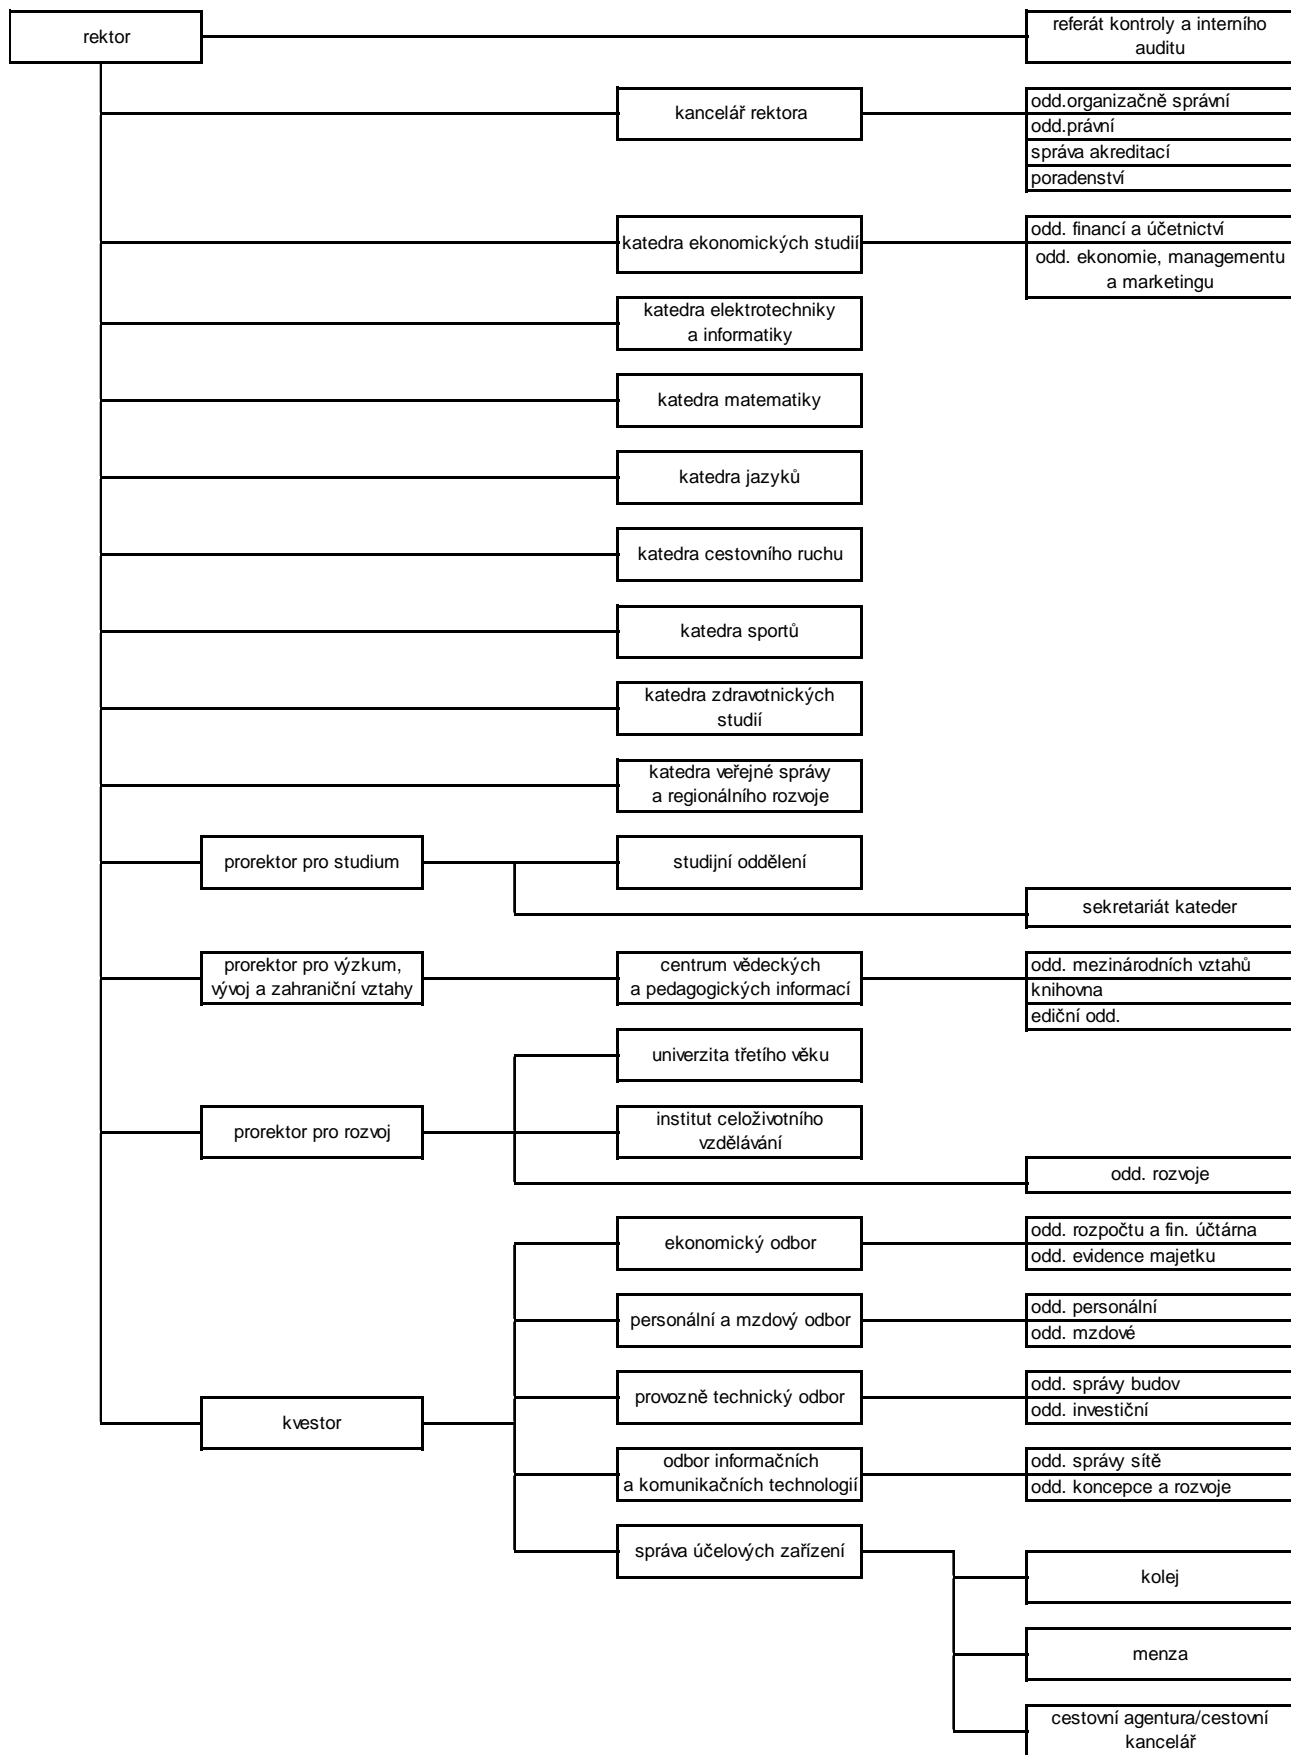 rektor
referát kontroly a interního
auditu
kancelář rektora
odd.organizačně správní
odd.právní
správa akreditací
poradenství
katedra ekonomických studií
odd. financí a účetnictví
odd. ekonomie, managementu
a marketingu
katedra elektrotechniky
a informatiky
katedra matematiky
katedra jazyků
katedra cestovního ruchu
katedra sportů
katedra zdravotnických
studií
katedra veřejné správy
a regionálního rozvoje
prorektor pro studium
studijní oddělení
sekretariát kateder
prorektor pro výzkum,
vývoj a zahraniční vztahy
centrum vědeckých
a pedagogických informací
odd. mezinárodních vztahů
knihovna
ediční odd.
univerzita třetího věku
prorektor pro rozvoj
institut celoživotního
vzdělávání
odd. rozvoje
ekonomický odbor
odd. rozpočtu a fin. účtárna
odd. evidence majetku
personální a mzdový odbor
odd. personální
odd. mzdové
kvestor
provozně technický odbor
odd. správy budov
odd. investiční
odbor informačních
a komunikačních technologií
odd. správy sítě
odd. koncepce a rozvoje
správa účelových zařízení
kolej
menza
cestovní agentura/cestovní
kancelář